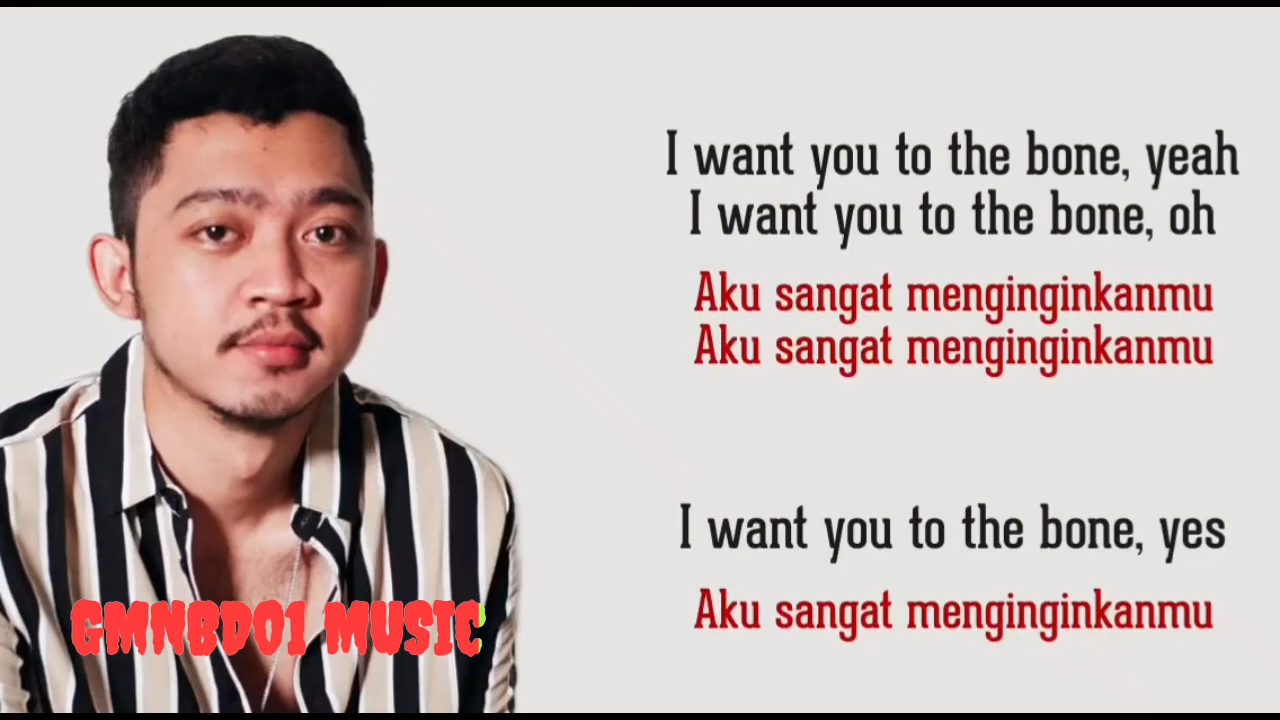 I want you to the bone, yeah
I want you to the bone, oh
Aku sangat menginginkanmu
Aku sangat menginginkanmu
I want you to the bone, yes
Aku sangat menginginkanmu
GMNBD01 MUSIC